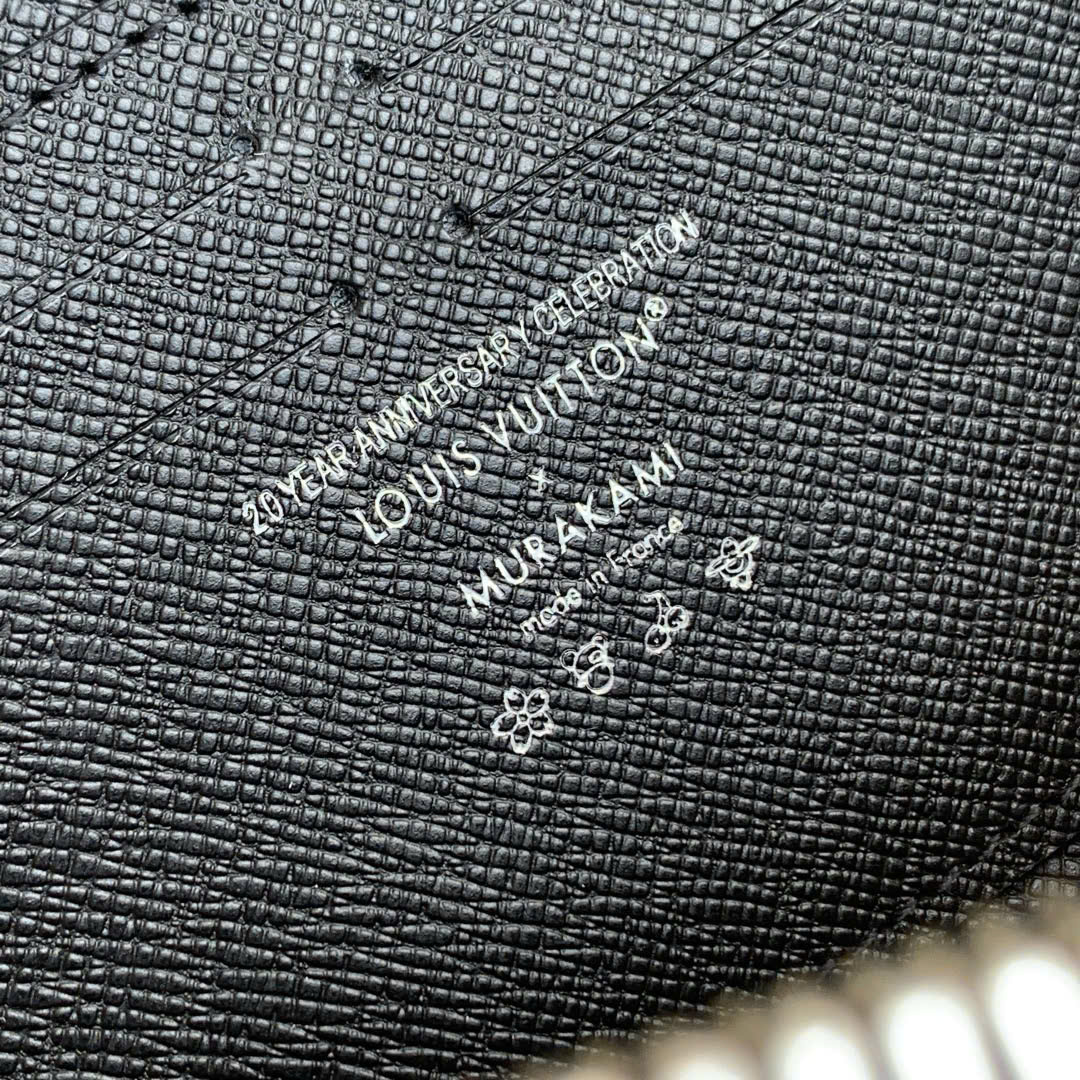 20 YEAR ANNIVERSARY CELEBRATION
LOUIS VUITTON®
x
MURAKAMI
made in France